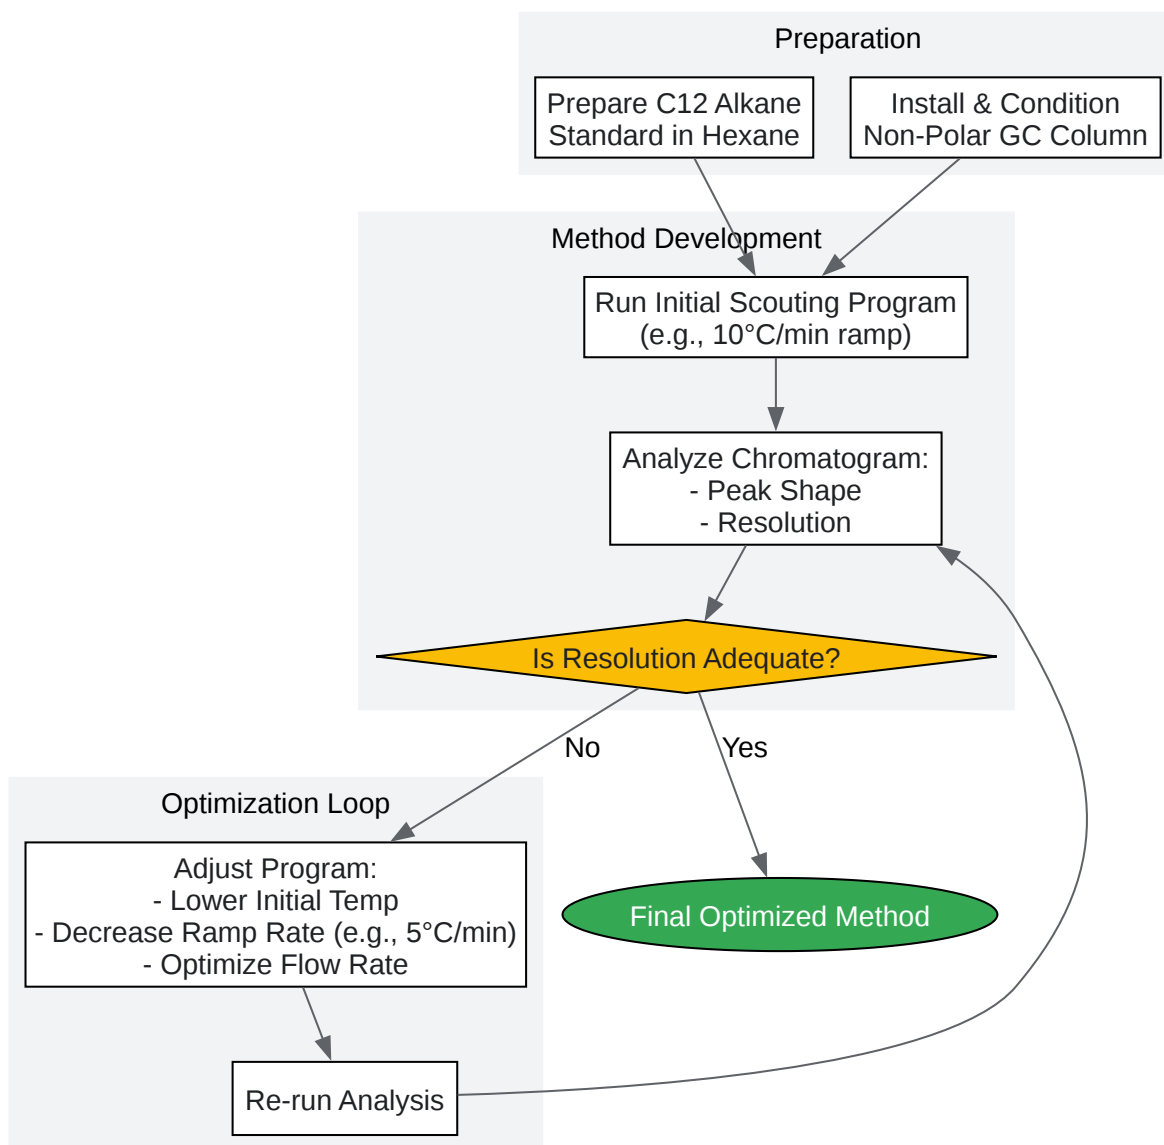 Preparation
Prepare C12 Alkane
Standard in Hexane
Install & Condition
Non-Polar GC Column
Method Development
Run Initial Scouting Program
(e.g., 10°C/min ramp)
Analyze Chromatogram:
- Peak Shape
- Resolution
Is Resolution Adequate?
No
Yes
Optimization Loop
Adjust Program:
- Lower Initial Temp
- Decrease Ramp Rate (e.g., 5°C/min)
- Optimize Flow Rate
Final Optimized Method
Re-run Analysis